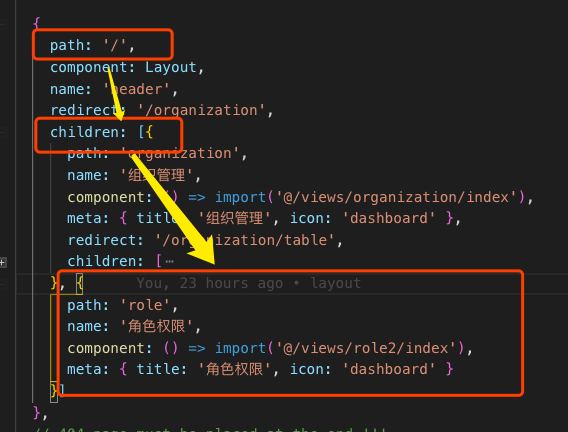 {
path: '/',
component: Layout,
name: 'header',
redirect: '/organization',
children: [{
path: 'organization',
name: '组织管理',
component: () => import('@/views/organization/index'),
meta: { title: '组织管理', icon: 'dashboard' },
redirect: '/organization/table',
children: [⋯
}, { You, 23 hours ago • layout
path: 'role',
name: '角色权限',
component: () => import('@/views/role2/index'),
meta: { title: '角色权限', icon: 'dashboard' }
}]
},
// 404 page must be placed at the end !!!